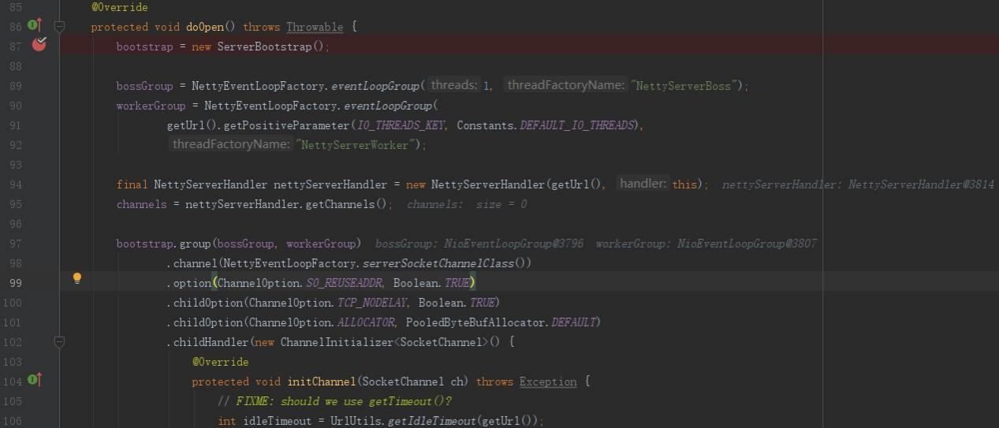 85 @Override
86 protected void doOpen() throws Throwable {
87 bootstrap = new ServerBootstrap();
88
89 bossGroup = NettyEventLoopFactory.eventLoopGroup( threads: 1, threadFactoryName: "NettyServerBoss");
90 workerGroup = NettyEventLoopFactory.eventLoopGroup(
91 getUrl().getPositiveParameter(IO_THREADS_KEY, Constants.DEFAULT_IO_THREADS),
92 threadFactoryName: "NettyServerWorker");
93
94 final NettyServerHandler nettyServerHandler = new NettyServerHandler(getUrl(), handler: this); nettyServerHandler: NettyServerHandler@3814
95 channels = nettyServerHandler.getChannels(); channels: size = 0
96
97 bootstrap.group(bossGroup, workerGroup) bossGroup: NioEventLoopGroup@3796 workerGroup: NioEventLoopGroup@3807
98 .channel(NettyEventLoopFactory.serverSocketChannelClass())
99 .option(ChannelOption.SO_REUSEADDR, Boolean.TRUE)
100 .childOption(ChannelOption.TCP_NODELAY, Boolean.TRUE)
101 .childOption(ChannelOption.ALLOCATOR, PooledByteBufAllocator.DEFAULT)
102 .childHandler(new ChannelInitializer<SocketChannel>() {
103 @Override
104 protected void initChannel(SocketChannel ch) throws Exception {
105 // FIXME: should we use getTimeout()?
106 int idleTimeout = UrlUtils.getIdleTimeout(getUrl());